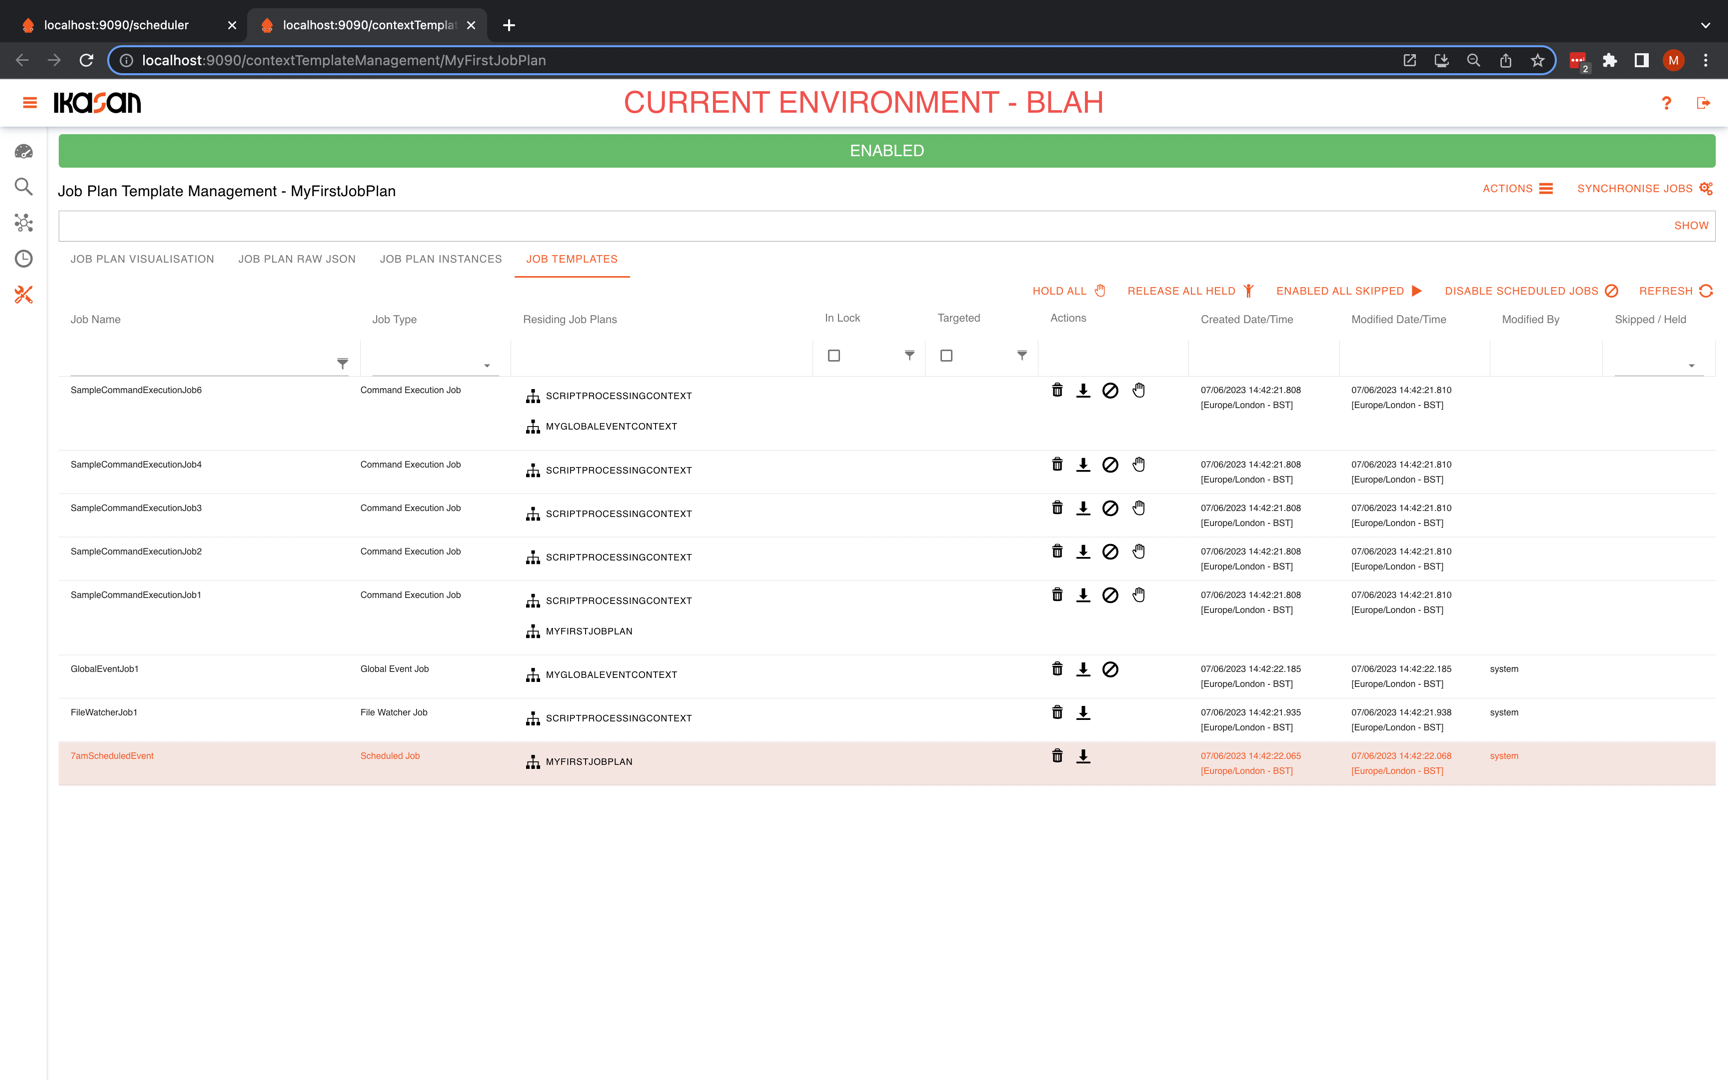 localhost:9090/scheduler
localhost:9090/contextTempla
localhost:9090/contextTemplateManagement/MyFirstJobPlan
2
M
IKASAN
CURRENT ENVIRONMENT - BLAH
?
ENABLED
Job Plan Template Management - MyFirstJobPlan
ACTIONS
SYNCHRONISE JOBS
SHOW
JOB PLAN VISUALISATION
JOB PLAN RAW JSON
JOB PLAN INSTANCES
JOB TEMPLATES
HOLD ALL
RELEASE ALL HELD
ENABLED ALL SKIPPED
DISABLE SCHEDULED JOBS
REFRESH
Job Name
Job Type
Residing Job Plans
In Lock
Targeted
Actions
Created Date/Time
Modified Date/Time
Modified By
Skipped / Held
SampleCommandExecutionJob6
Command Execution Job
SCRIPTPROCESSINGCONTEXT
MYGLOBALEVENTCONTEXT
07/06/2023 14:42:21.808
[Europe/London - BST]
07/06/2023 14:42:21.810
[Europe/London - BST]
SampleCommandExecutionJob4
Command Execution Job
SCRIPTPROCESSINGCONTEXT
07/06/2023 14:42:21.808
[Europe/London - BST]
07/06/2023 14:42:21.810
[Europe/London - BST]
SampleCommandExecutionJob3
Command Execution Job
SCRIPTPROCESSINGCONTEXT
07/06/2023 14:42:21.808
[Europe/London - BST]
07/06/2023 14:42:21.810
[Europe/London - BST]
SampleCommandExecutionJob2
Command Execution Job
SCRIPTPROCESSINGCONTEXT
07/06/2023 14:42:21.808
[Europe/London - BST]
07/06/2023 14:42:21.810
[Europe/London - BST]
SampleCommandExecutionJob1
Command Execution Job
SCRIPTPROCESSINGCONTEXT
MYFIRSTJOBPLAN
07/06/2023 14:42:21.808
[Europe/London - BST]
07/06/2023 14:42:21.810
[Europe/London - BST]
GlobalEventJob1
Global Event Job
MYGLOBALEVENTCONTEXT
07/06/2023 14:42:22.185
[Europe/London - BST]
07/06/2023 14:42:22.185
[Europe/London - BST]
system
FileWatcherJob1
File Watcher Job
SCRIPTPROCESSINGCONTEXT
07/06/2023 14:42:21.935
[Europe/London - BST]
07/06/2023 14:42:21.938
[Europe/London - BST]
system
7amScheduledEvent
Scheduled Job
MYFIRSTJOBPLAN
07/06/2023 14:42:22.065
[Europe/London - BST]
07/06/2023 14:42:22.068
[Europe/London - BST]
system